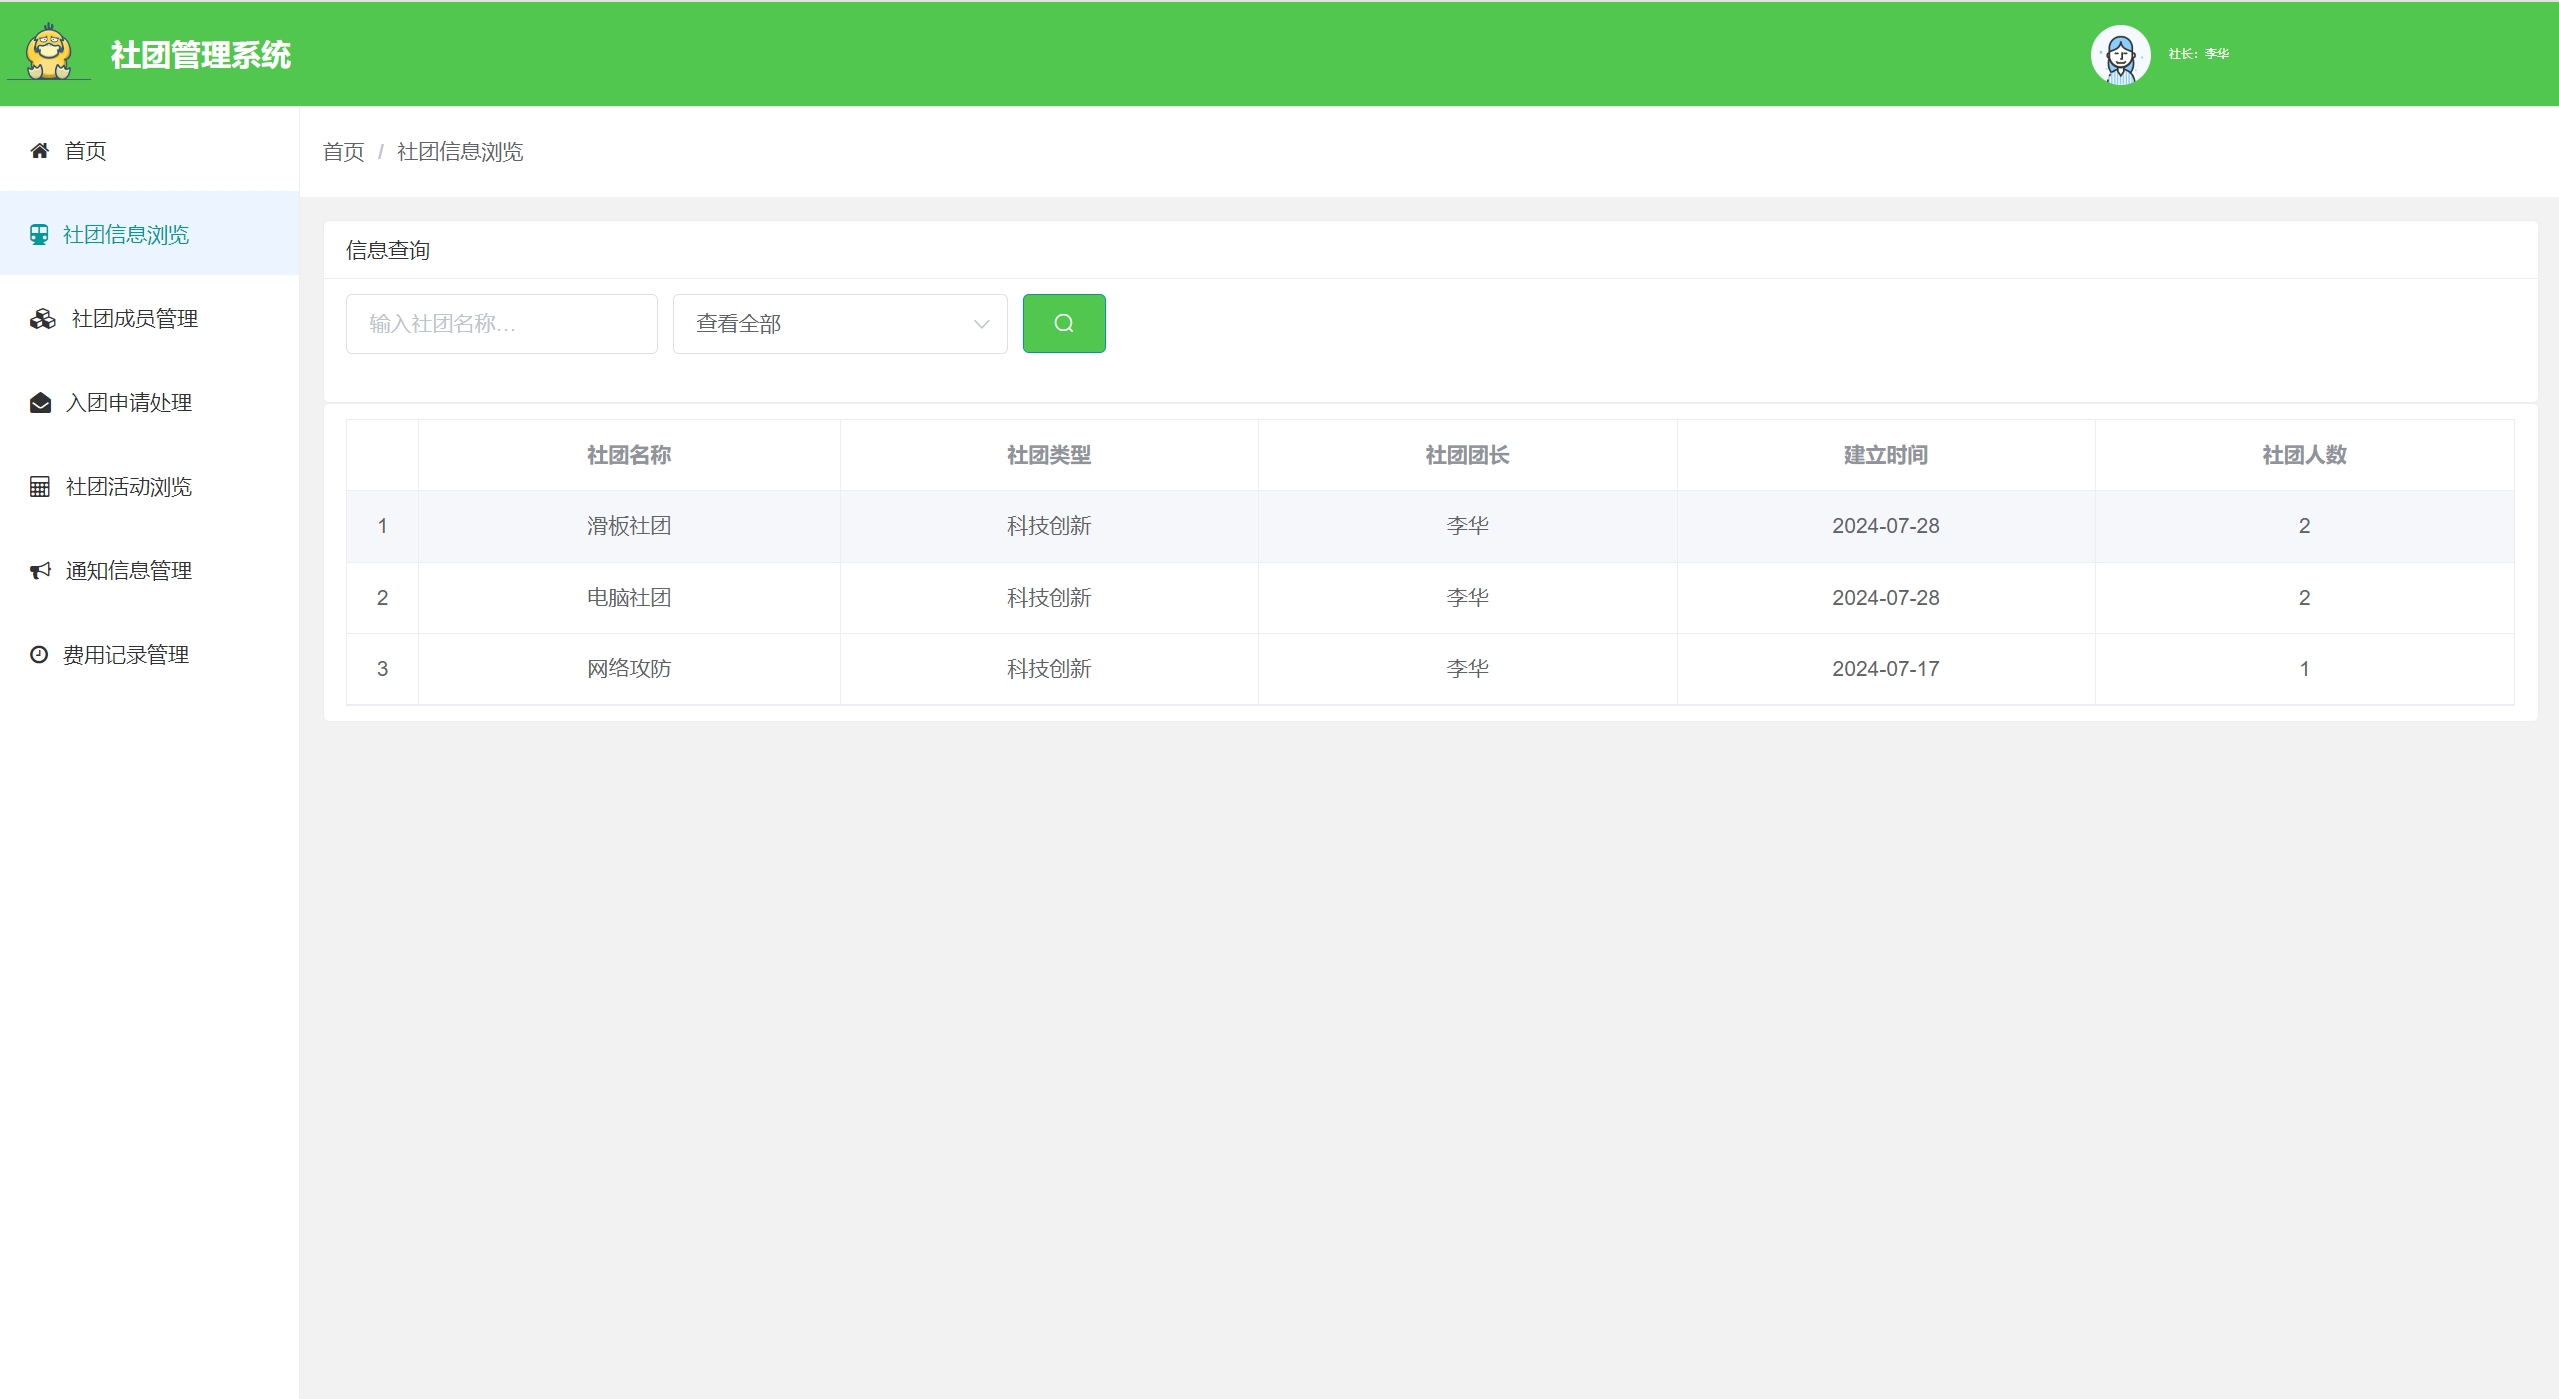 社团管理系统
社长：李华
首页
社团信息浏览
社团成员管理
入团申请处理
社团活动浏览
通知信息管理
费用记录管理
首页 / 社团信息浏览
信息查询
输入社团名称… 查看全部
社团名称 社团类型 社团团长 建立时间 社团人数
1 滑板社团 科技创新 李华 2024-07-28 2
2 电脑社团 科技创新 李华 2024-07-28 2
3 网络攻防 科技创新 李华 2024-07-17 1